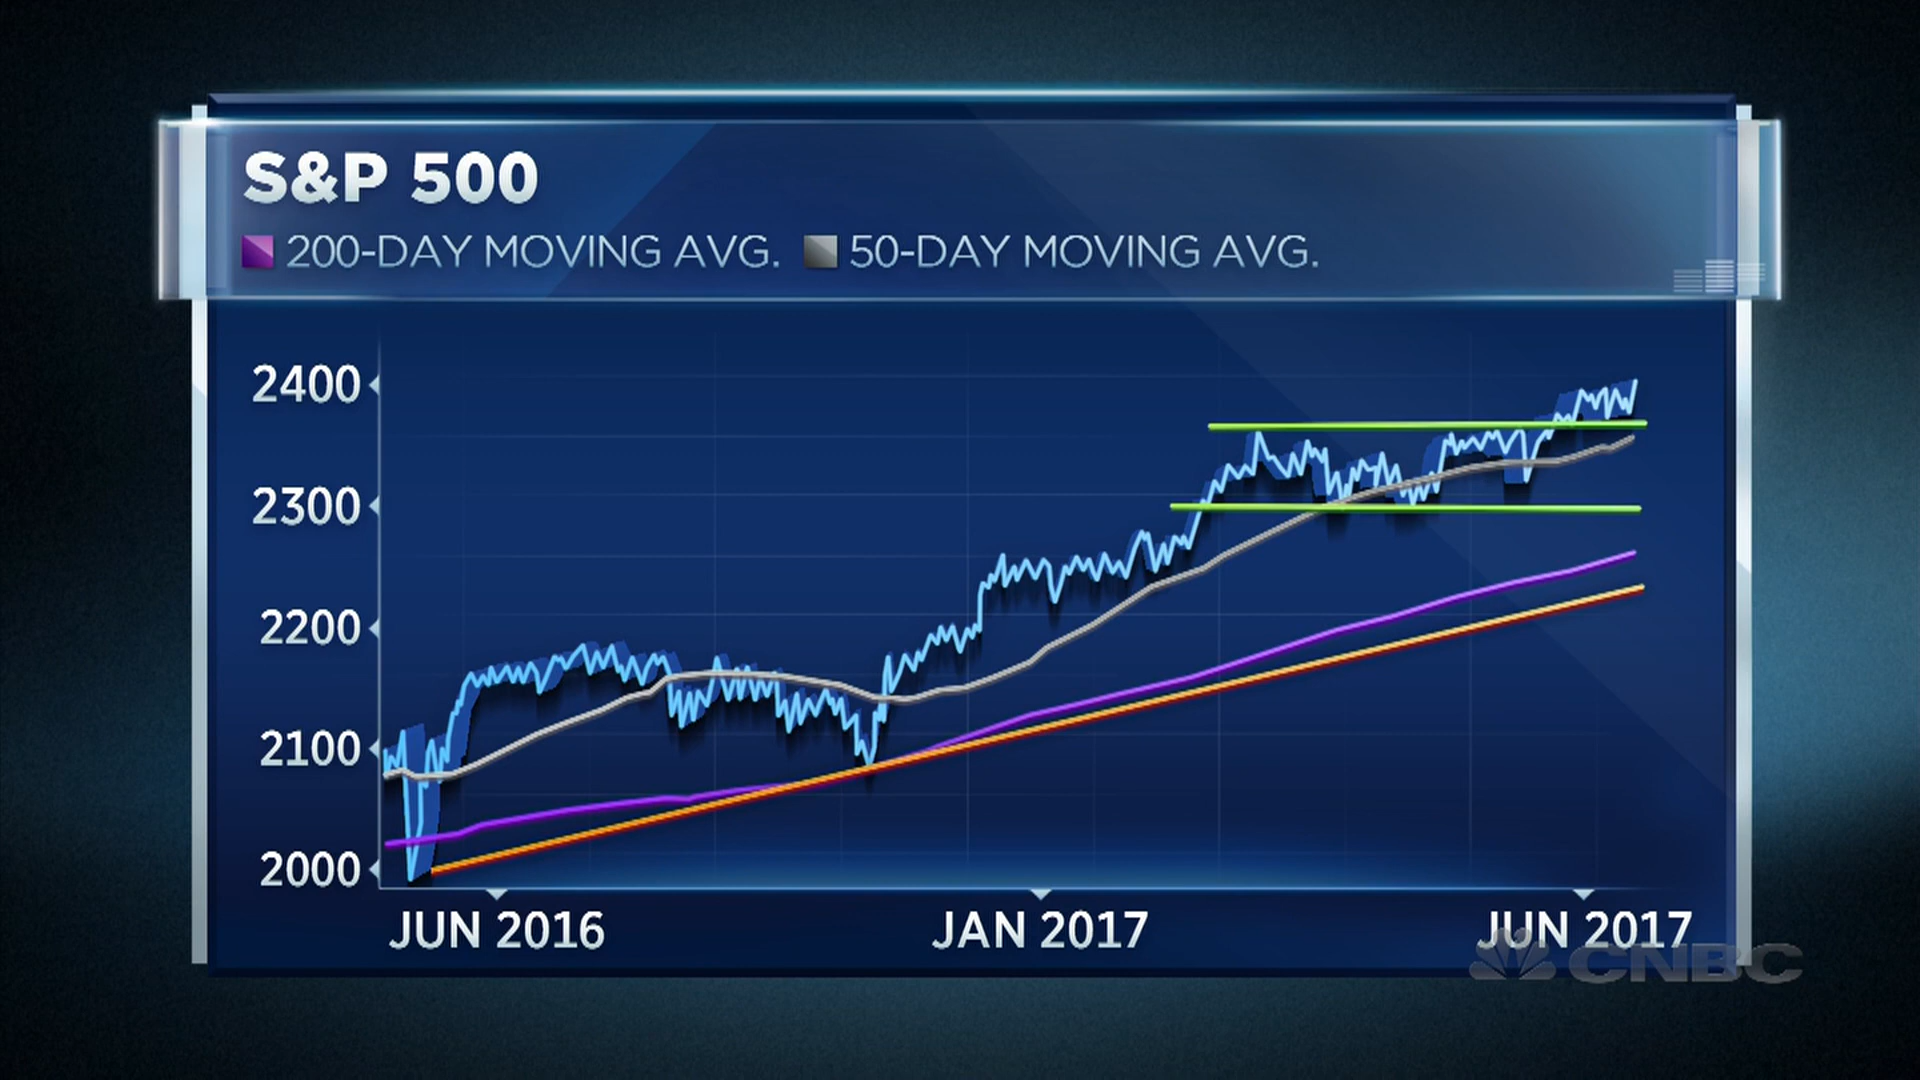 S&P 500
200-DAY MOVING AVG. 50-DAY MOVING AVG.
2400
2300
2200
2100
2000
JUN 2016 JAN 2017 JUN 2017
CNBC